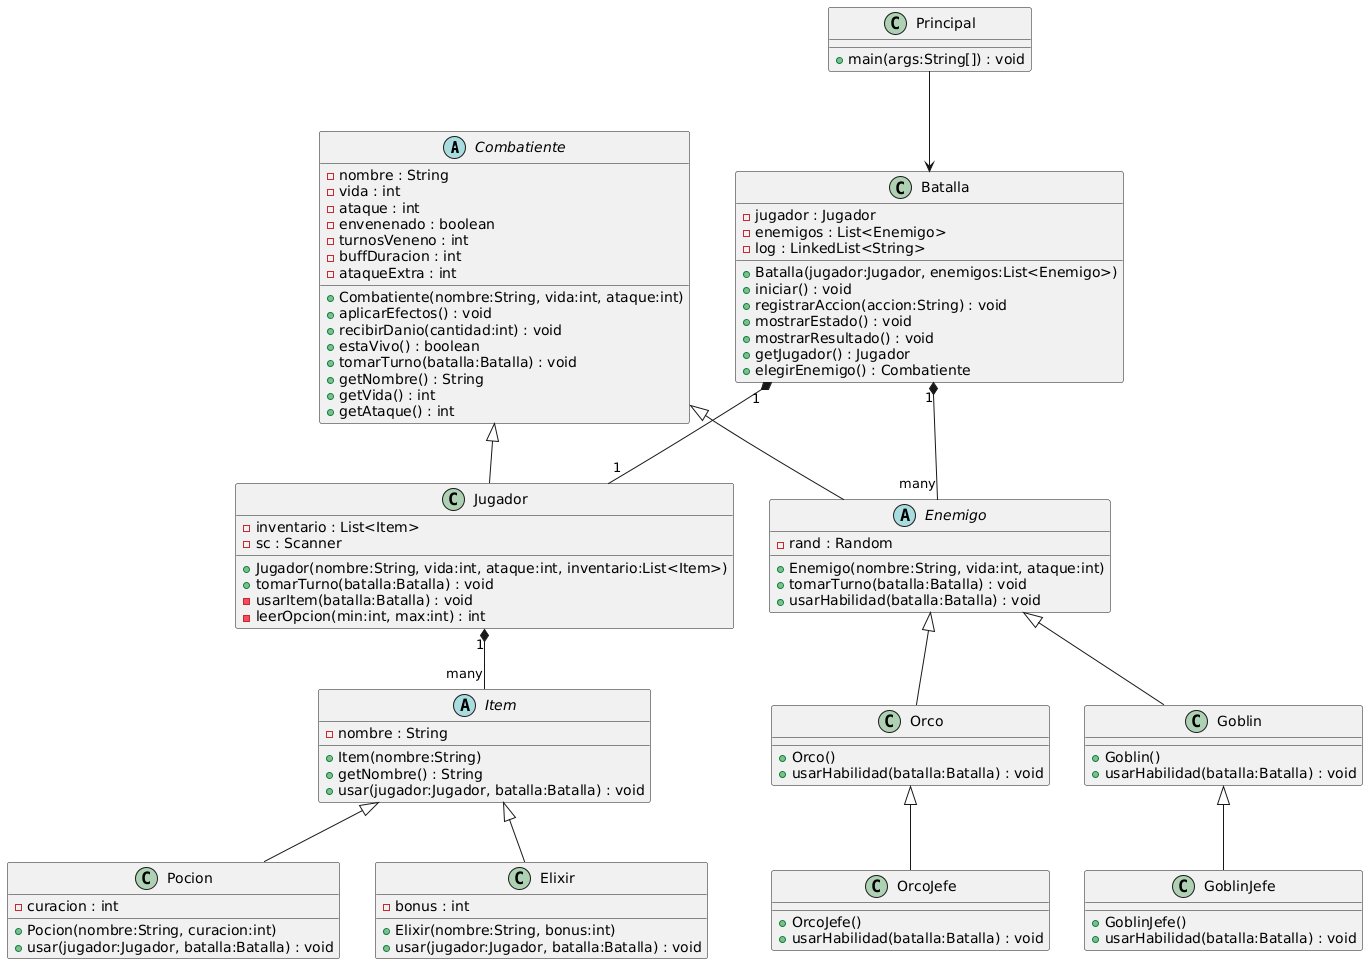 C Principal
main(args:String[]) : void
A Combatiente
nombre : String
vida : int
ataque : int
envenenado : boolean
turnosVeneno : int
buffDuracion : int
ataqueExtra : int
Combatiente(nombre:String, vida:int, ataque:int)
aplicarEfectos() : void
recibirDanio(cantidad:int) : void
estaVivo() : boolean
tomarTurno(batalla:Batalla) : void
getNombre() : String
getVida() : int
getAtaque() : int
C Batalla
jugador : Jugador
enemigos : List<Enemigo>
log : LinkedList<String>
Batalla(jugador:Jugador, enemigos:List<Enemigo>)
iniciar() : void
registrarAccion(accion:String) : void
mostrarEstado() : void
mostrarResultado() : void
getJugador() : Jugador
elegirEnemigo() : Combatiente
1
1
1
many
C Jugador
inventario : List<Item>
sc : Scanner
Jugador(nombre:String, vida:int, ataque:int, inventario:List<Item>)
tomarTurno(batalla:Batalla) : void
usarItem(batalla:Batalla) : void
leerOpcion(min:int, max:int) : int
A Enemigo
rand : Random
Enemigo(nombre:String, vida:int, ataque:int)
tomarTurno(batalla:Batalla) : void
usarHabilidad(batalla:Batalla) : void
1
many
A Item
nombre : String
Item(nombre:String)
getNombre() : String
usar(jugador:Jugador, batalla:Batalla) : void
C Orco
Orco()
usarHabilidad(batalla:Batalla) : void
C Goblin
Goblin()
usarHabilidad(batalla:Batalla) : void
C Pocion
curacion : int
Pocion(nombre:String, curacion:int)
usar(jugador:Jugador, batalla:Batalla) : void
C Elixir
bonus : int
Elixir(nombre:String, bonus:int)
usar(jugador:Jugador, batalla:Batalla) : void
C OrcoJefe
OrcoJefe()
usarHabilidad(batalla:Batalla) : void
C GoblinJefe
GoblinJefe()
usarHabilidad(batalla:Batalla) : void